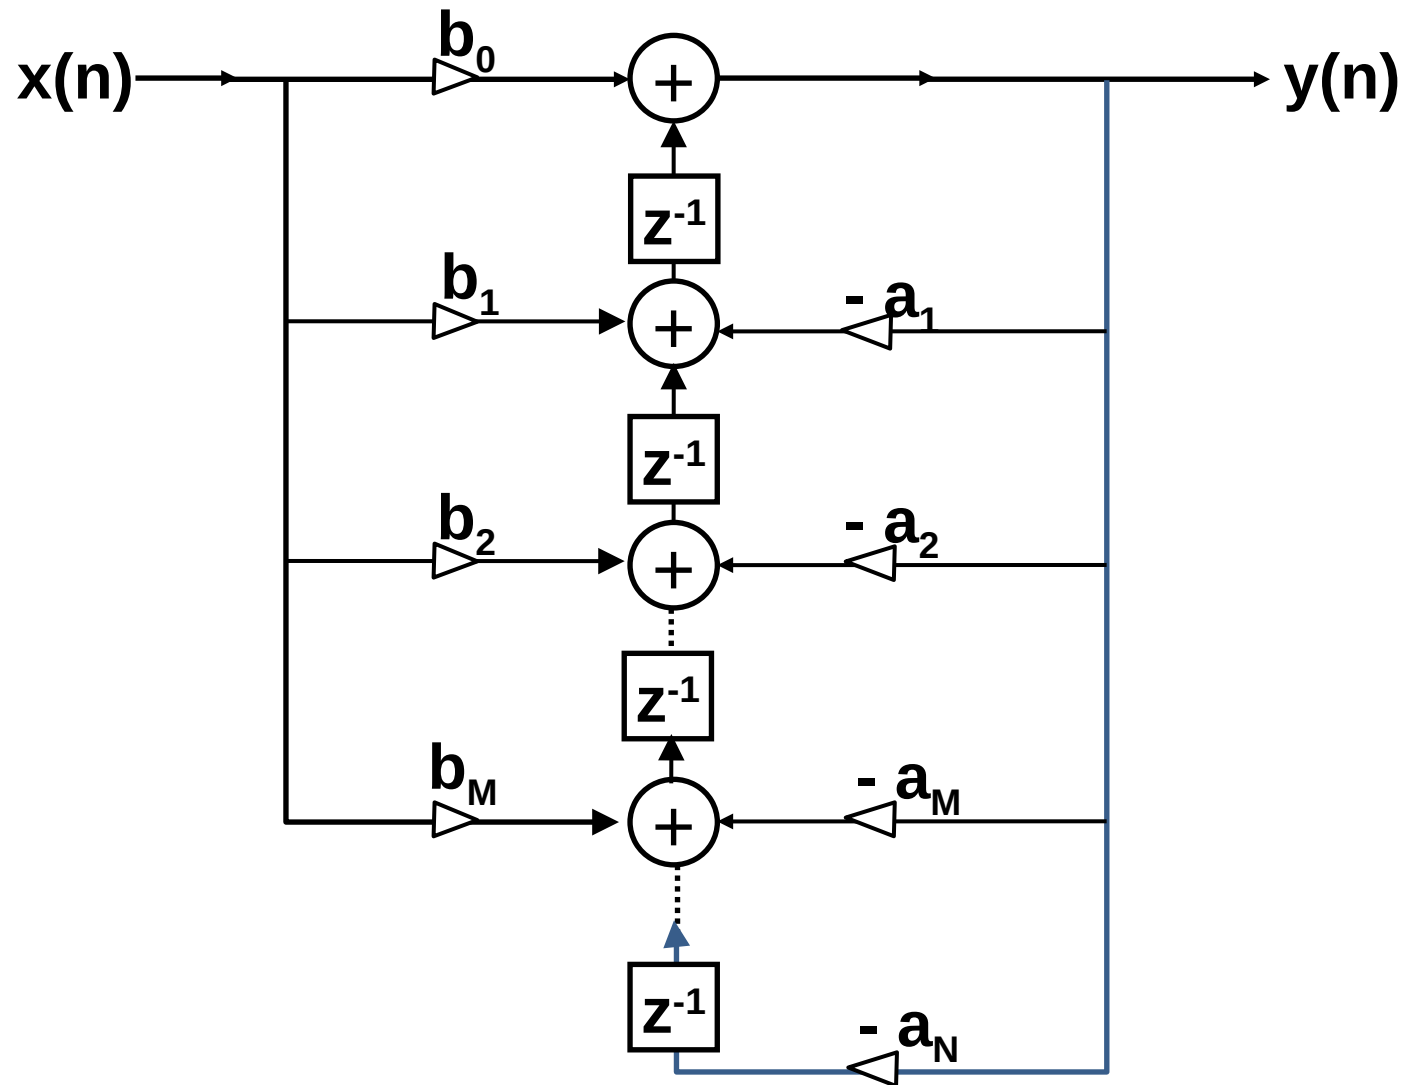 x(n) b0 + y(n)
z-1
b1 + - a1
z-1
b2 + - a2
z-1
bM + - aM
z-1
- aN